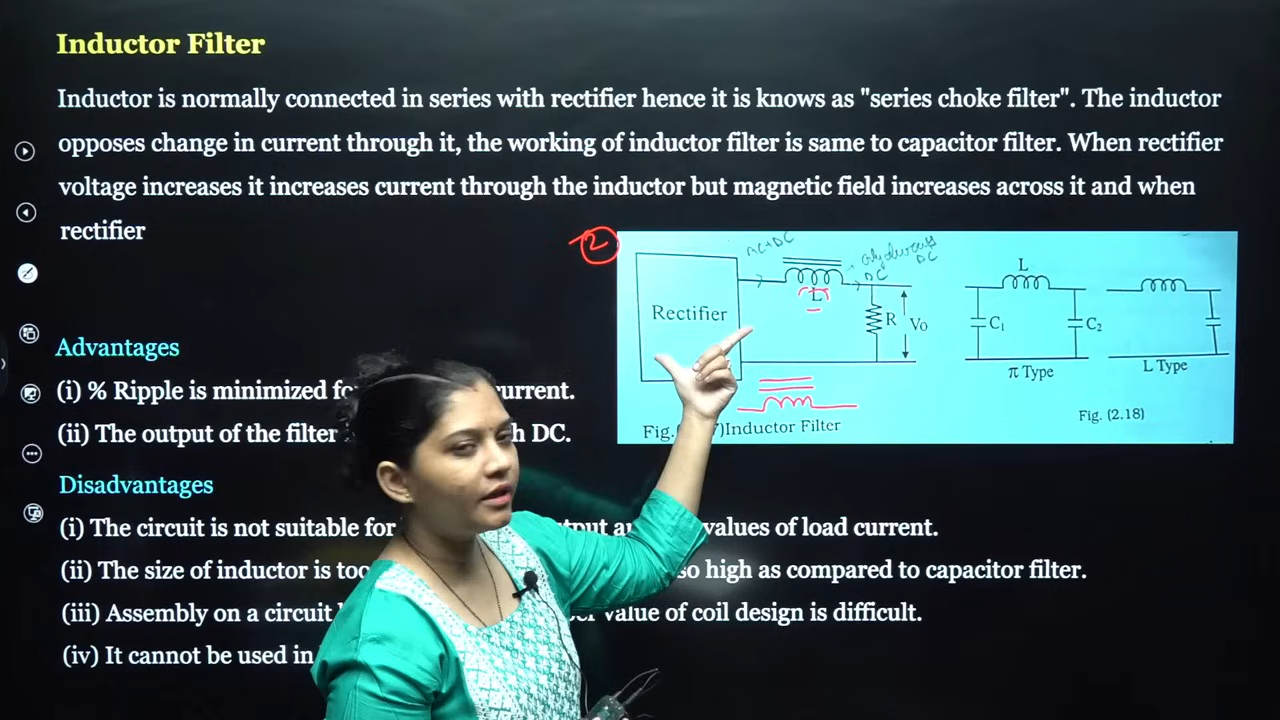 Inductor Filter
Inductor is normally connected in series with rectifier hence it is knows as "series choke filter". The inductor
opposes change in current through it, the working of inductor filter is same to capacitor filter. When rectifier
voltage increases it increases current through the inductor but magnetic field increases across it and when
rectifier
2
AC+DC
DC
DC
L
Rectifier
R
Vo
L
C₁
C₂
π Type
L Type
Fig.
)Inductor Filter
Fig. (2.18)
Advantages
(i) % Ripple is minimized
current.
(ii) The output of the filter
DC.
Disadvantages
(i) The circuit is not suitable for
values of load current.
(ii) The size of inductor is too
high as compared to capacitor filter.
(iii) Assembly on a circuit
value of coil design is difficult.
(iv) It cannot be used in